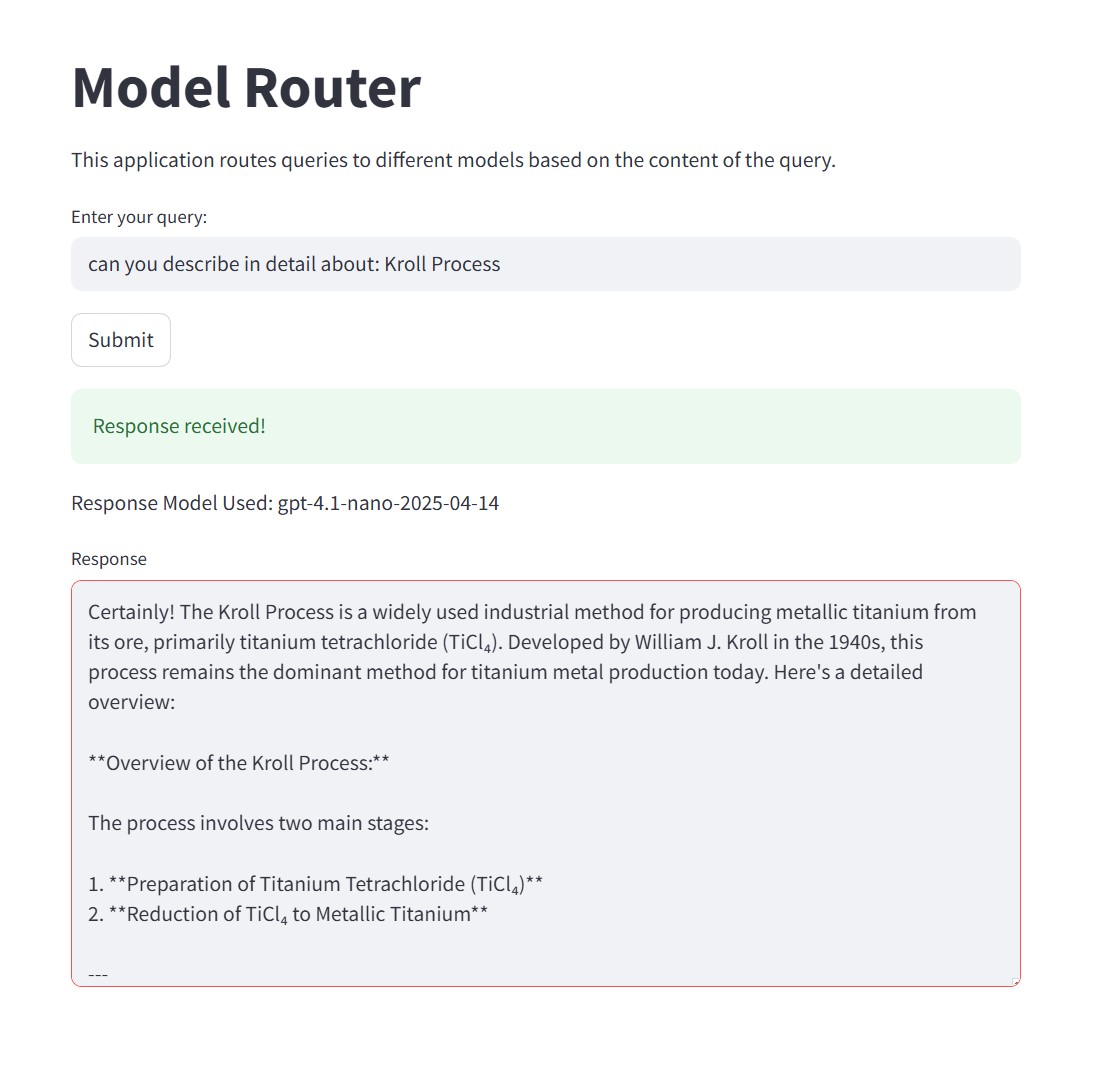 Model Router
This application routes queries to different models based on the content of the query.
Enter your query:
can you describe in detail about: Kroll Process
Submit
Response received!
Response Model Used: gpt-4.1-nano-2025-04-14
Response
Certainly! The Kroll Process is a widely used industrial method for producing metallic titanium from
its ore, primarily titanium tetrachloride (TiCl₄). Developed by William J. Kroll in the 1940s, this
process remains the dominant method for titanium metal production today. Here's a detailed
overview:
**Overview of the Kroll Process:**
The process involves two main stages:
1. **Preparation of Titanium Tetrachloride (TiCl₄)**
2. **Reduction of TiCl₄ to Metallic Titanium**
---